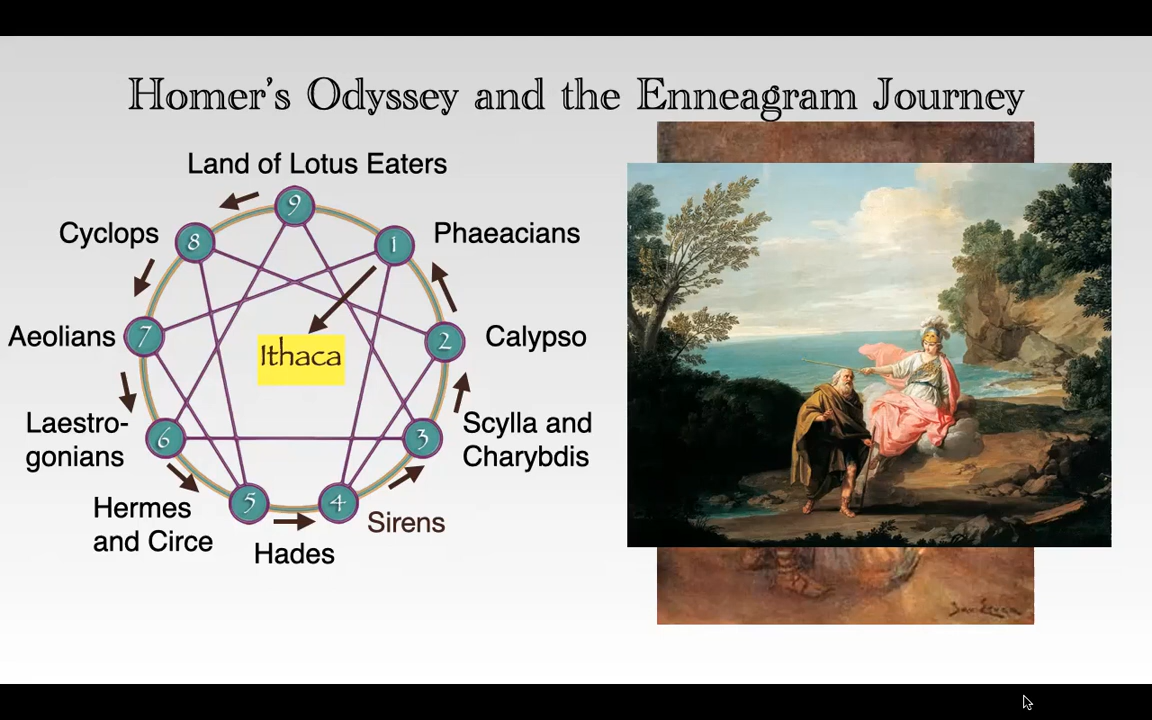 Homer's Odyssey and the Enneagram Journey
Land of Lotus Eaters
9
Cyclops
8
1
Phaeacians
Aeolians
7
Ithaca
2
Calypso
Laestro-
gonians
6
3
Scylla and
Charybdis
Hermes
and Circe
5
4
Sirens
Hades